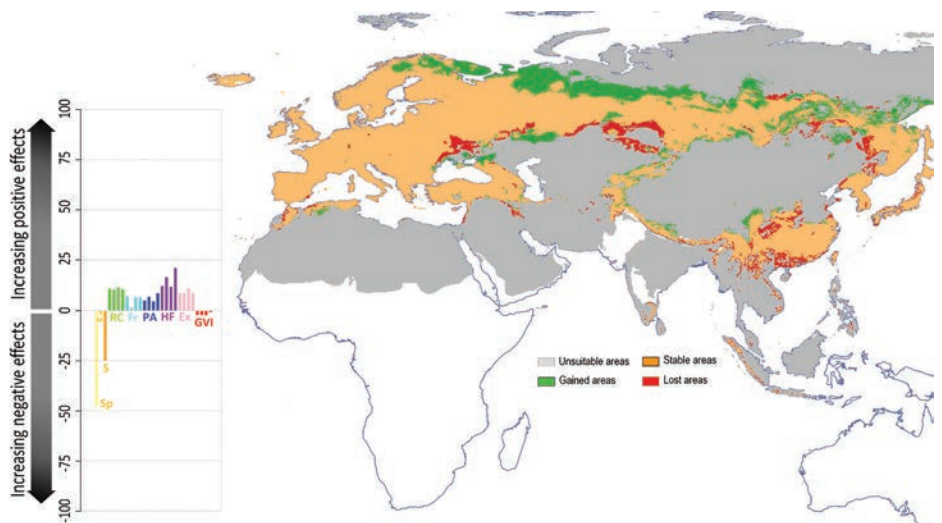 Increasing positive effects
Increasing negative effects
100
75
50
25
0
-25
-50
-75
-100
RC
Fr
PA
HF
Ex
GVI
S
Sp
Unsuitable areas
Stable areas
Gained areas
Lost areas